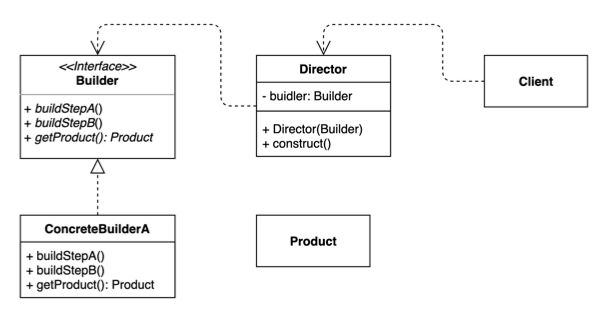 <<Interface>>
Builder
+ buildStepA()
+ buildStepB()
+ getProduct(): Product
Director
- buidler: Builder
+ Director(Builder)
+ construct()
Client
ConcreteBuilderA
+ buildStepA()
+ buildStepB()
+ getProduct(): Product
Product